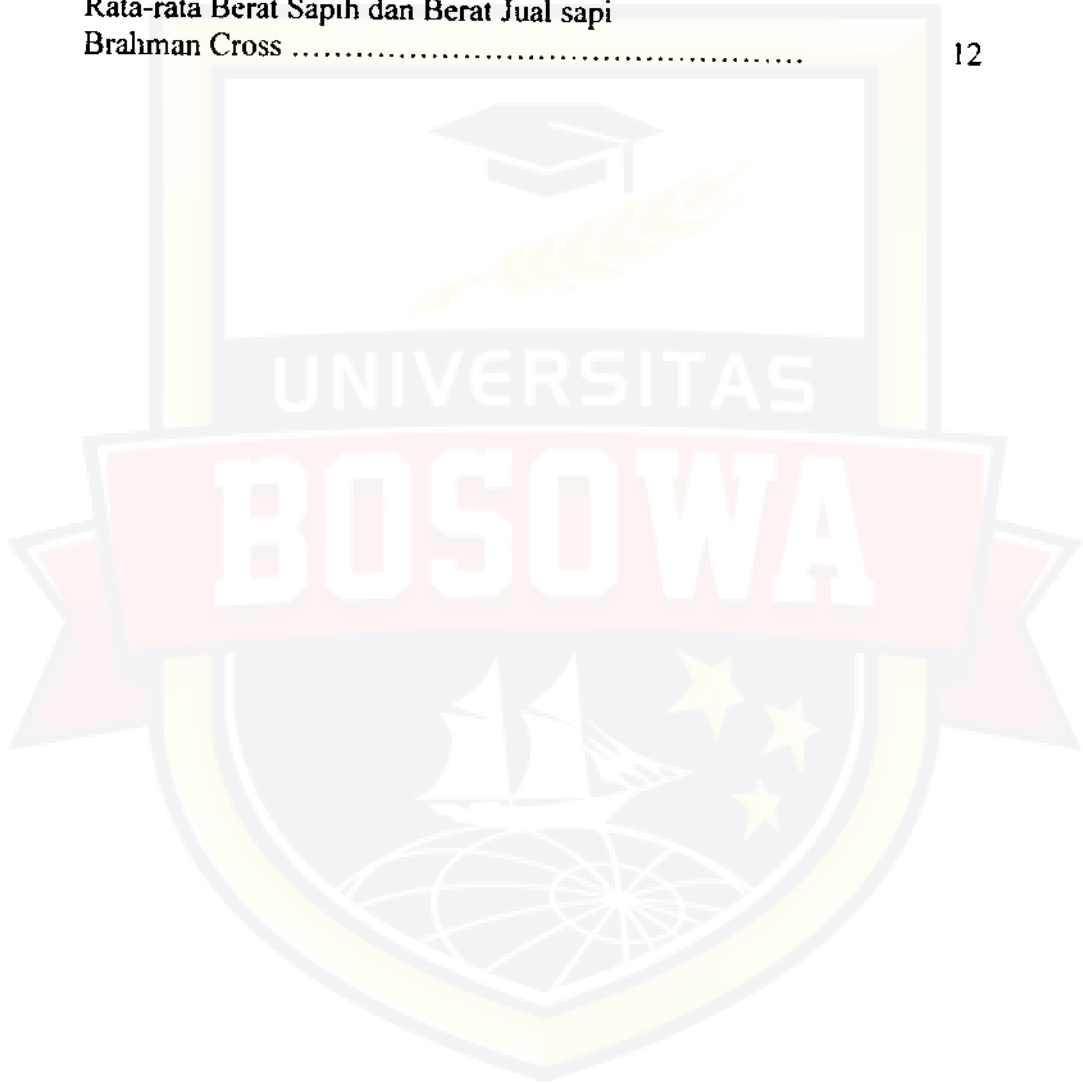 Rata-rata Berat Sapih dan Berat Jual sapi
Brahman Cross ................................................ 12
UNIVERSITAS
BOSOWA